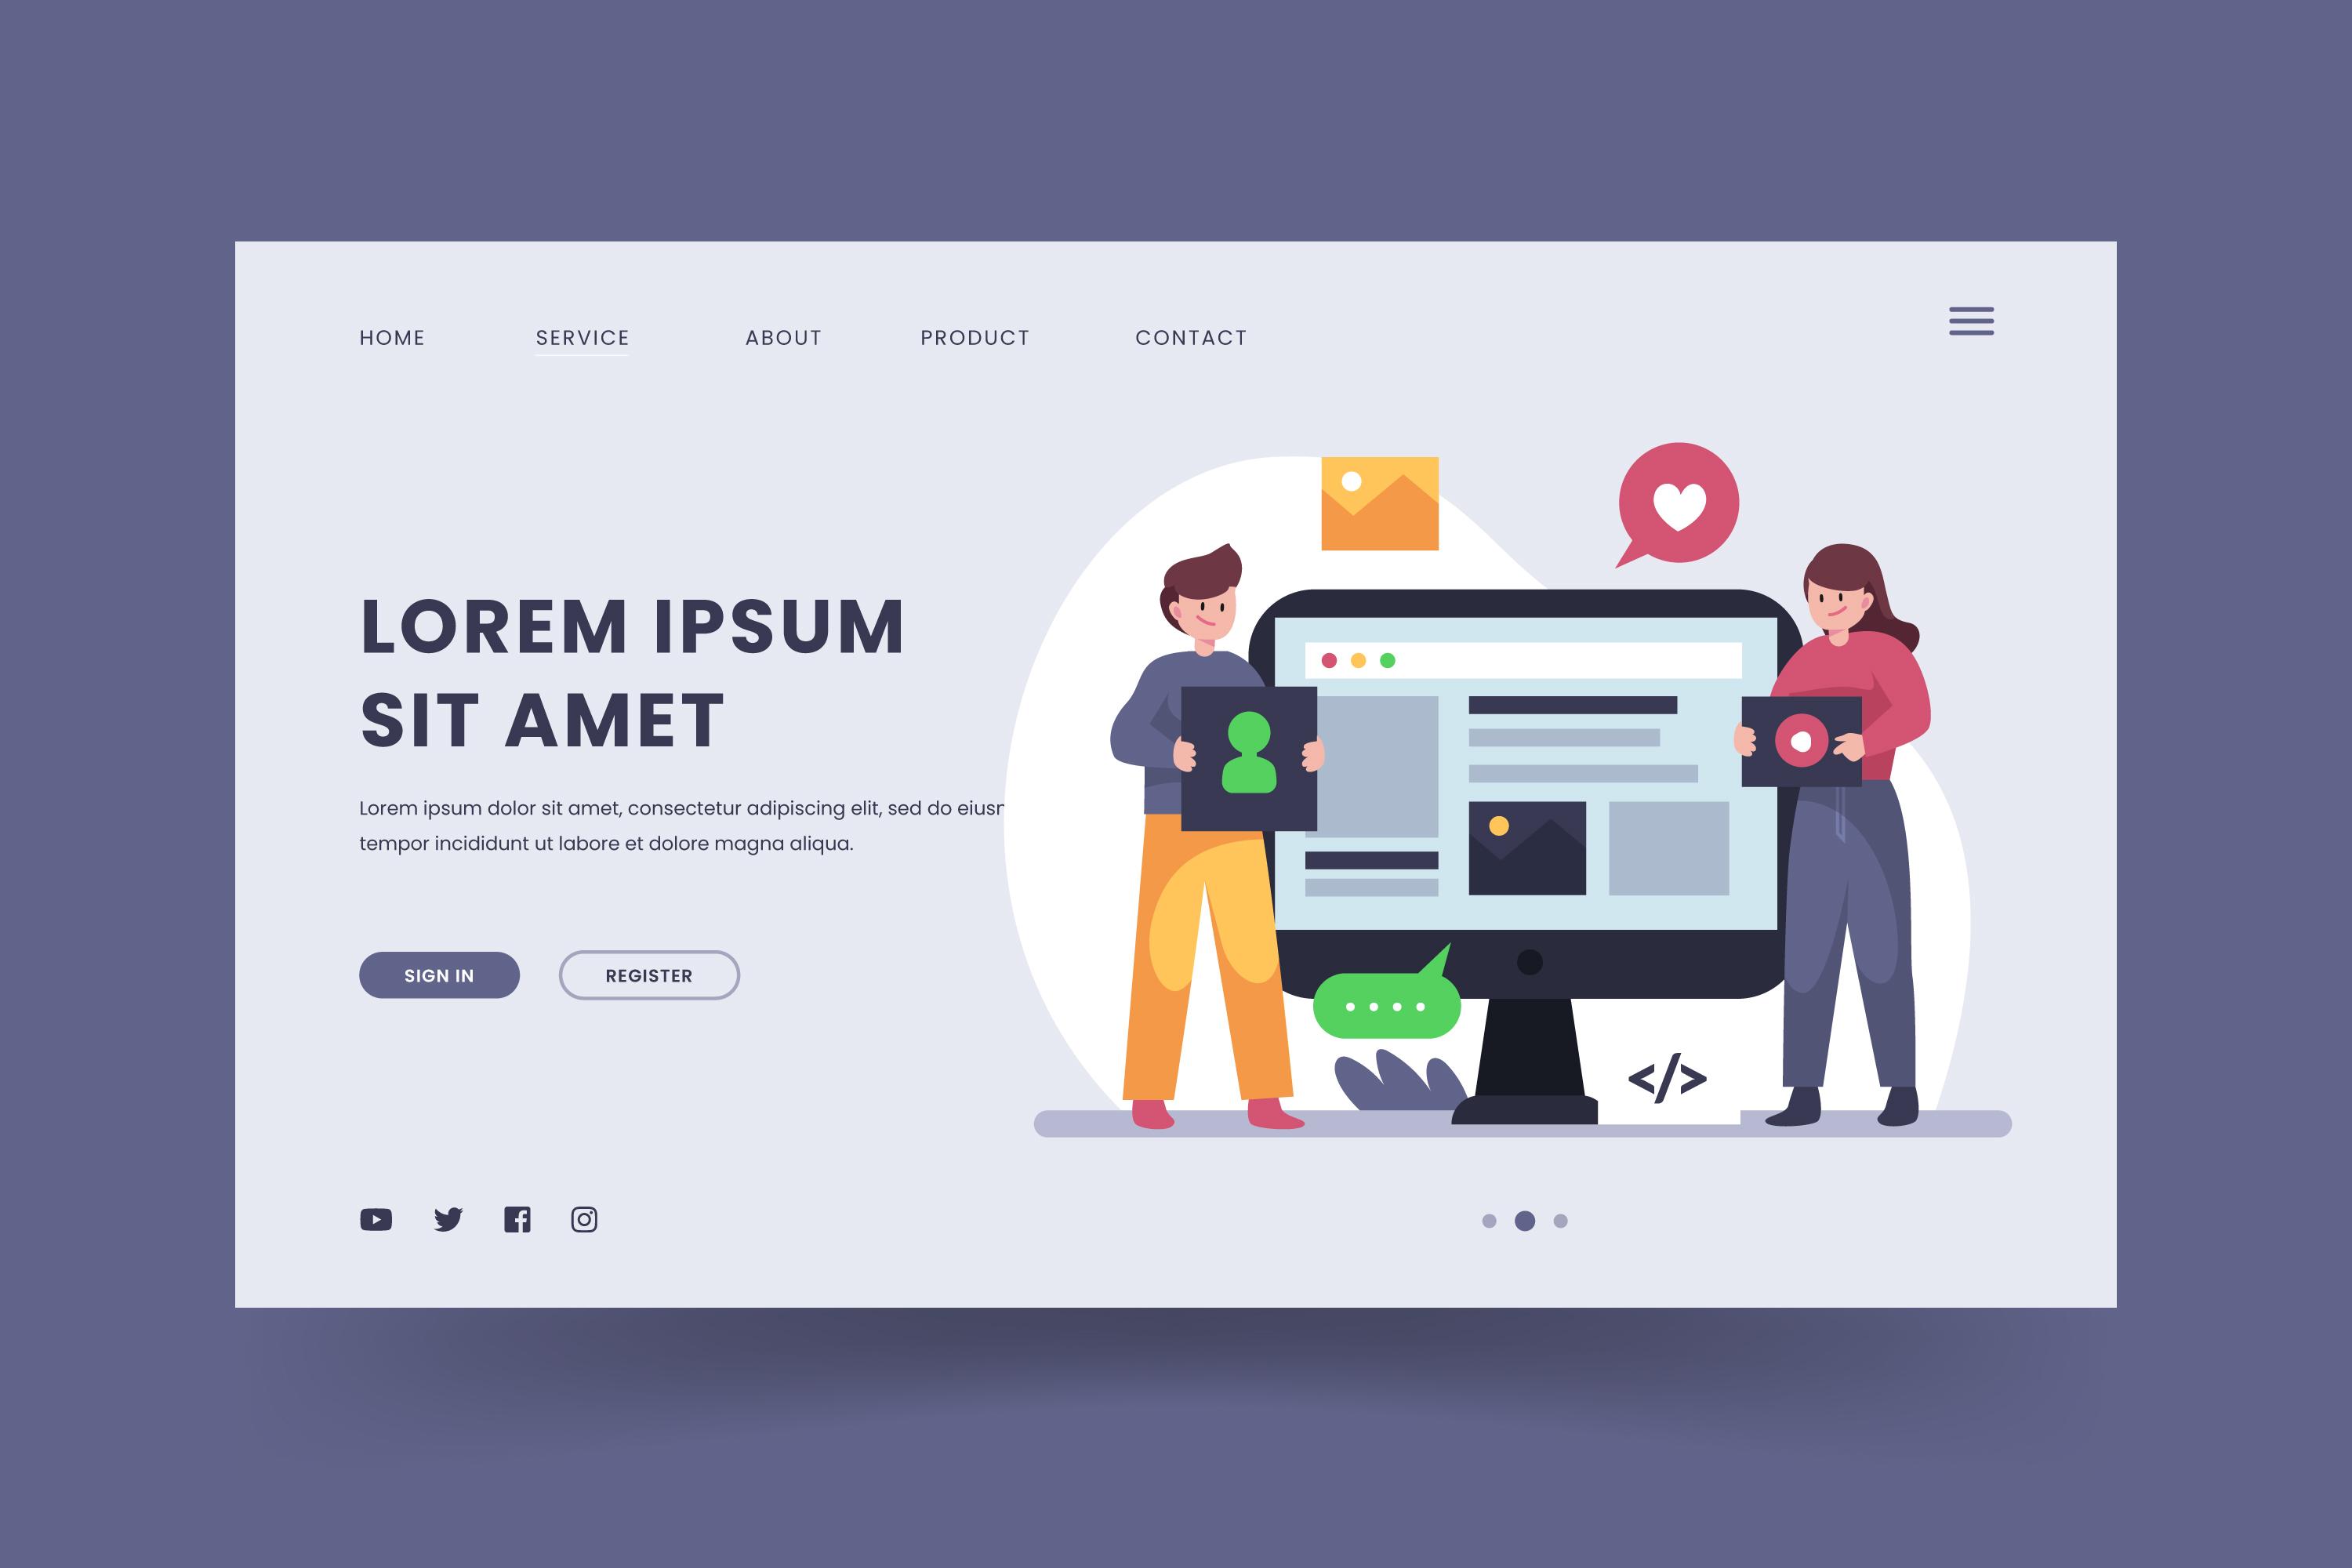 HOME SERVICE ABOUT PRODUCT CONTACT
LOREM IPSUM
SIT AMET
Lorem ipsum dolor sit amet, consectetur adipiscing elit, sed do
tempor incididunt ut labore et dolore magna aliqua.
SIGN IN REGISTER
</>